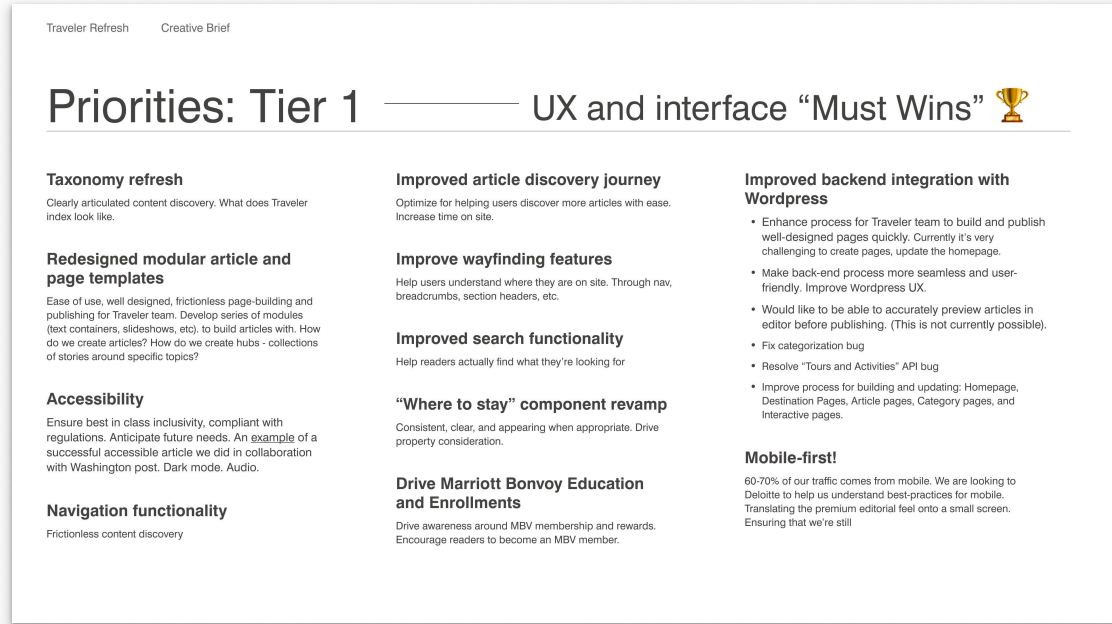 Traveler Refresh
Creative Brief
Priorities: Tier 1
UX and interface “Must Wins” 🏆
Taxonomy refresh
Clearly articulated content discovery. What does Traveler
index look like.
Redesigned modular article and
page templates
Ease of use, well designed, frictionless page-building and
publishing for Traveler team. Develop series of modules
(text containers, slideshows, etc). to build articles with. How
do we create articles? How do we create hubs - collections
of stories around specific topics?
Accessibility
Ensure best in class inclusivity, compliant with
regulations. Anticipate future needs. An example of a
successful accessible article we did in collaboration
with Washington post. Dark mode. Audio.
Navigation functionality
Frictionless content discovery
Improved article discovery journey
Optimize for helping users discover more articles with ease.
Increase time on site.
Improve wayfinding features
Help users understand where they are on site. Through nav,
breadcrumbs, section headers, etc.
Improved search functionality
Help readers actually find what they’re looking for
“Where to stay” component revamp
Consistent, clear, and appearing when appropriate. Drive
property consideration.
Drive Marriott Bonvoy Education
and Enrollments
Drive awareness around MBV membership and rewards.
Encourage readers to become an MBV member.
Improved backend integration with
Wordpress
• Enhance process for Traveler team to build and publish
well-designed pages quickly. Currently it’s very
challenging to create pages, update the homepage.
• Make back-end process more seamless and user-
friendly. Improve Wordpress UX.
• Would like to be able to accurately preview articles in
editor before publishing. (This is not currently possible).
• Fix categorization bug
• Resolve “Tours and Activities” API bug
• Improve process for building and updating: Homepage,
Destination Pages, Article pages, Category pages, and
Interactive pages.
Mobile-first!
60-70% of our traffic comes from mobile. We are looking to
Deloitte to help us understand best-practices for mobile.
Translating the premium editorial feel onto a small screen.
Ensuring that we’re still